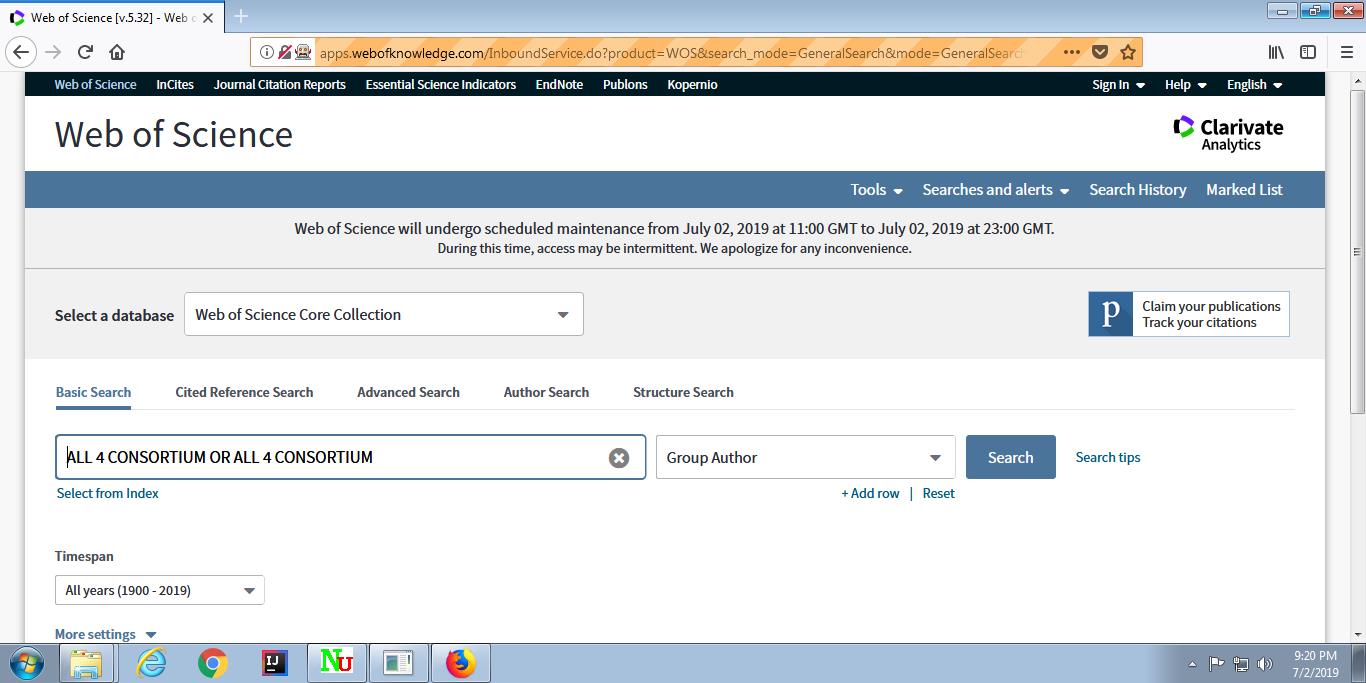 Web of Science [v.5.32] - Web o
apps.webofknowledge.com/InboundService.do?product=WOS&search_mode=GeneralSearch&mode=GeneralSearc
Web of Science InCites Journal Citation Reports Essential Science Indicators EndNote Publons Kopernio Sign In Help English
Web of Science
Clarivate
Analytics
Tools Searches and alerts Search History Marked List
Web of Science will undergo scheduled maintenance from July 02, 2019 at 11:00 GMT to July 02, 2019 at 23:00 GMT.
During this time, access may be intermittent. We apologize for any inconvenience.
Select a database Web of Science Core Collection
p
Claim your publications
Track your citations
Basic Search Cited Reference Search Advanced Search Author Search Structure Search
ALL 4 CONSORTIUM OR ALL 4 CONSORTIUM Group Author Search Search tips
Select from Index + Add row | Reset
Timespan
All years (1900 - 2019)
More settings
IJ NU 9:20 PM
7/2/2019